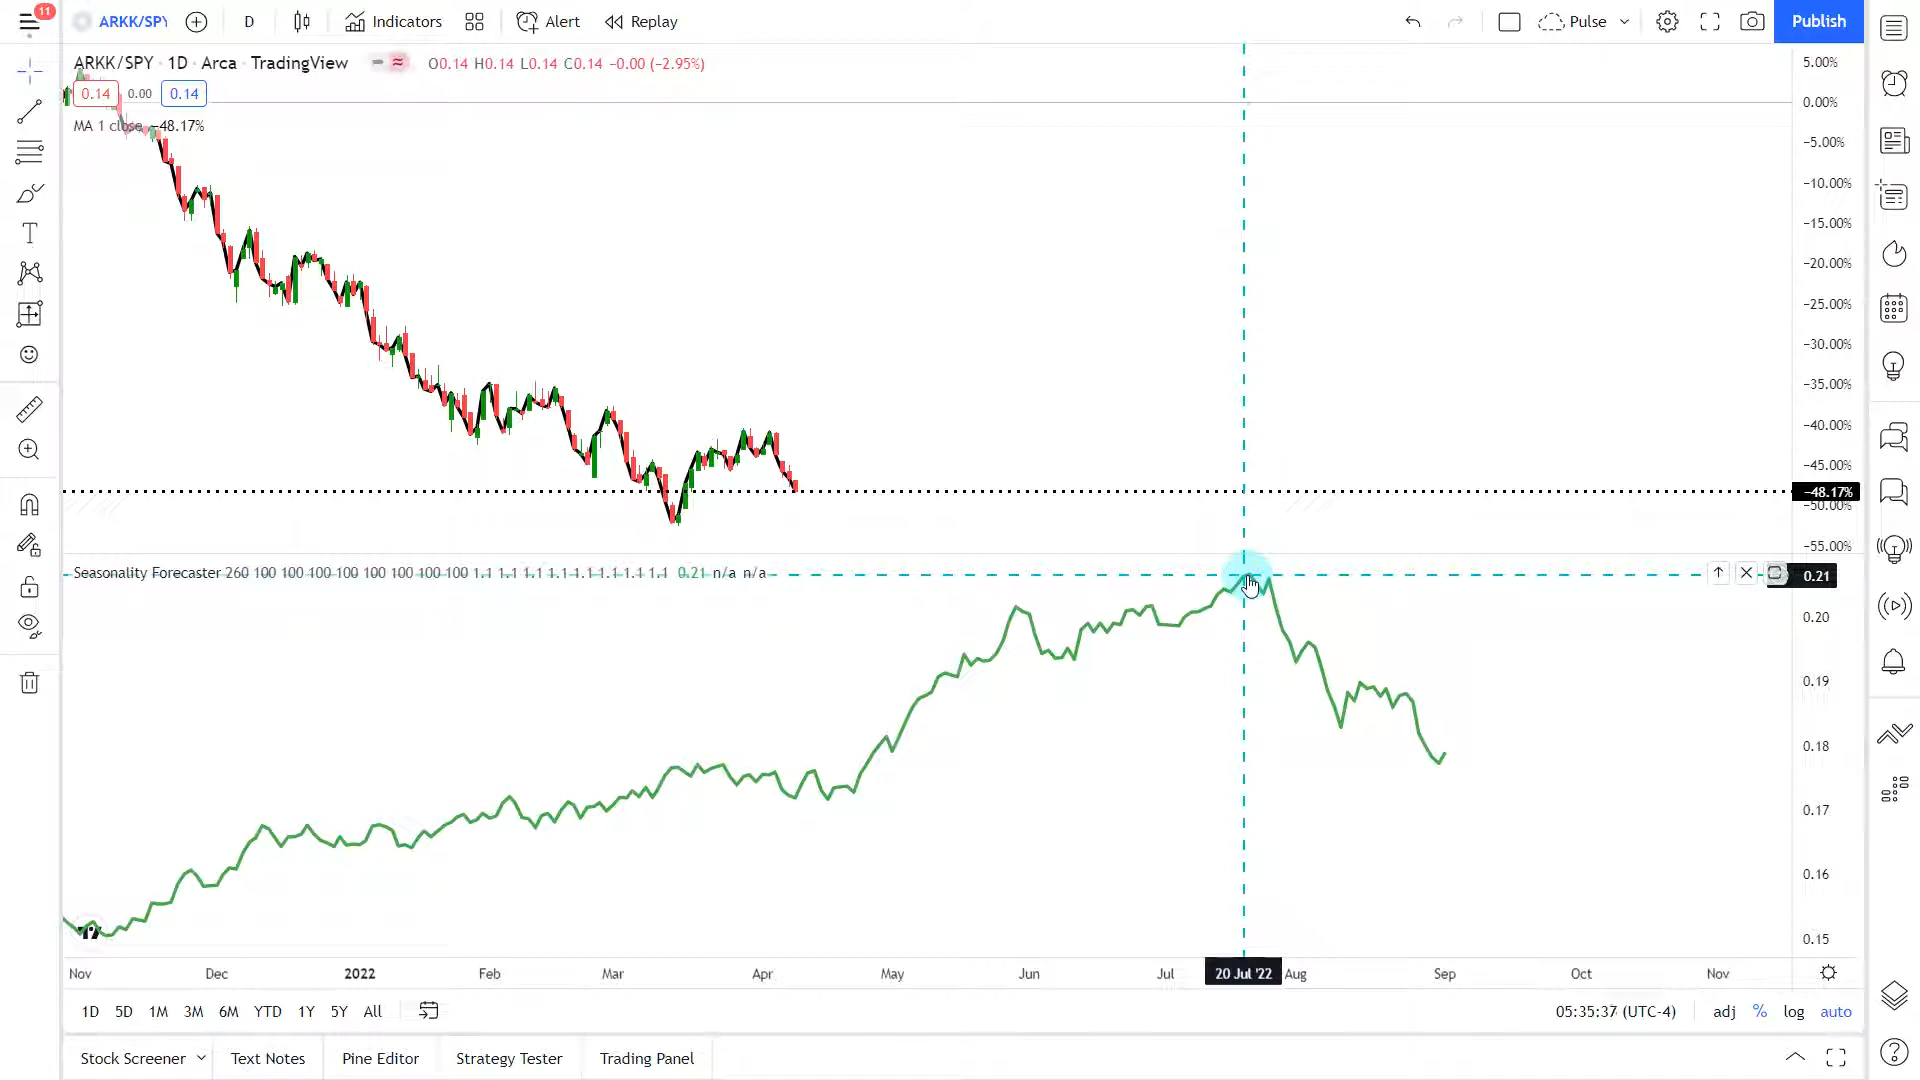 11
ARKK/SPY
D
Indicators
Alert
Replay
Pulse
Publish
ARKK/SPY · 1D · Arca · TradingView
O0.14 H0.14 L0.14 C0.14 −0.00 (−2.95%)
0.14
0.00
0.14
MA 1 close −48.17%
5.00%
0.00%
−5.00%
−10.00%
−15.00%
−20.00%
−25.00%
−30.00%
−35.00%
−40.00%
−45.00%
−48.17%
−50.00%
−55.00%
Seasonality Forecaster 260 100 100 100 100 100 100 100 100 1.1 1.1 1.1 1.1 1.1 1.1 1.1 1.1 0.21 n/a n/a
0.21
0.20
0.19
0.18
0.17
0.16
0.15
Nov Dec 2022 Feb Mar Apr May Jun Jul 20 Jul '22 Aug Sep Oct Nov
1D 5D 1M 3M 6M YTD 1Y 5Y All
05:35:37 (UTC-4)
adj % log auto
Stock Screener
Text Notes
Pine Editor
Strategy Tester
Trading Panel